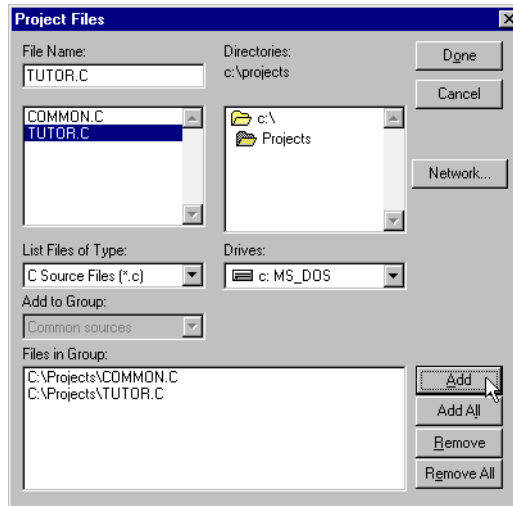 Project Files
File Name:
TUTOR.C
COMMON.C
TUTOR.C
Directories:
c:\projects
c:\
Projects
Done
Cancel
Network...
List Files of Type:
C Source Files (*.c)
Drives:
c: MS_DOS
Add to Group:
Common sources
Files in Group:
C:\Projects\COMMON.C
C:\Projects\TUTOR.C
Add
Add All
Remove
Remove All